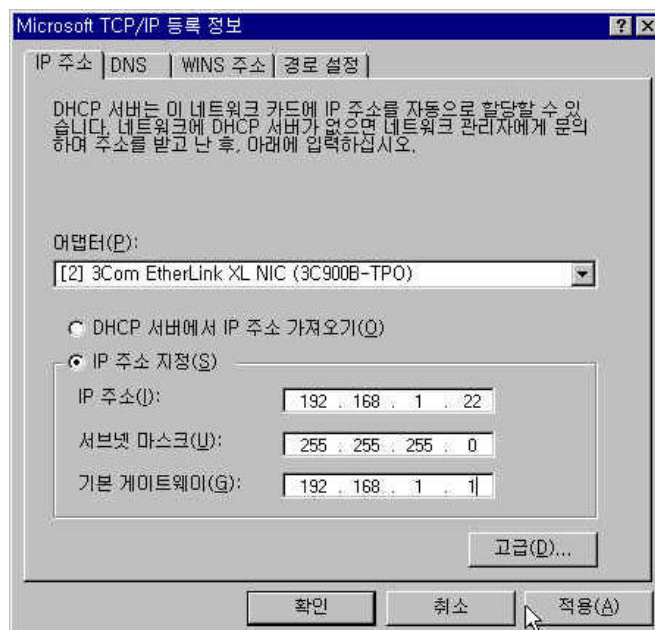 Microsoft TCP/IP 등록 정보
IP 주소 DNS WINS 주소 경로 설정
DHCP 서버는 이 네트워크 카드에 IP 주소를 자동으로 할당할 수 있
습니다. 네트워크에 DHCP 서버가 없으면 네트워크 관리자에게 문의
하여 주소를 받고 난 후, 아래에 입력하십시오.
어댑터(P):
[2] 3Com EtherLink XL NIC (3C900B-TPO)
DHCP 서버에서 IP 주소 가져오기(O)
IP 주소 지정(S)
IP 주소(I): 192 . 168 . 1 . 22
서브넷 마스크(U): 255 . 255 . 255 . 0
기본 게이트웨이(G): 192 . 168 . 1 . 1
고급(D)...
확인 취소 적용(A)